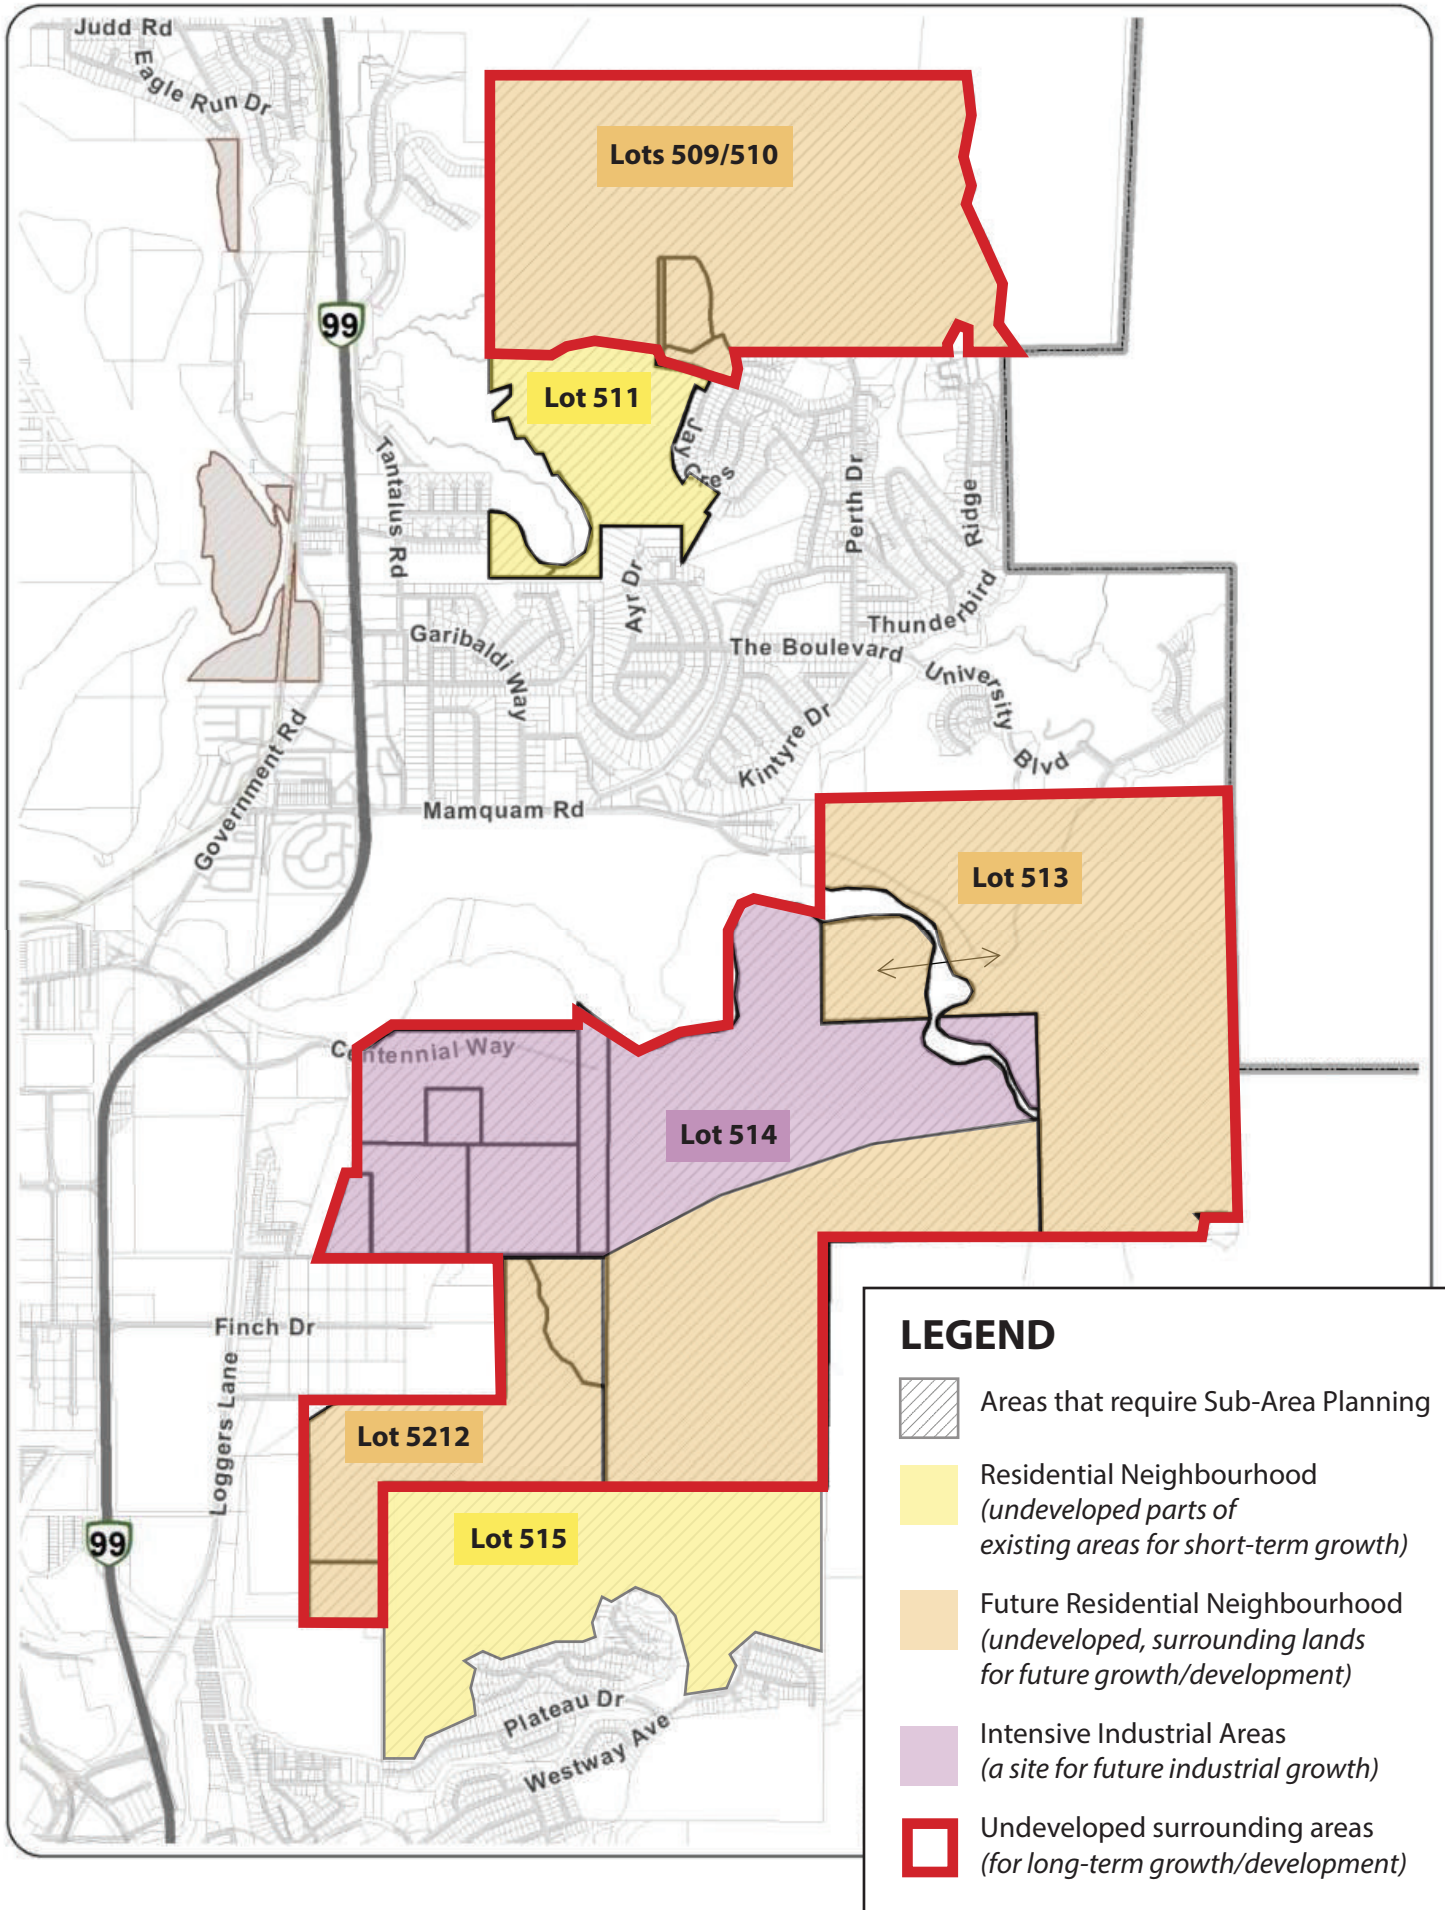 Judd Rd
Eagle Run Dr
Lots 509/510
99
Lot 511
Jay Cres
Tantalus Rd
Perth Dr
Ridge
Ayr Dr
Thunderbird
Garibaldi Way
The Boulevard
University
Blvd
Kintyre Dr
Government Rd
Mamquam Rd
Lot 513
Centennial Way
Lot 514
Finch Dr
Loggers Lane
Lot 5212
99
Lot 515
Plateau Dr
Westway Ave
LEGEND
Areas that require Sub-Area Planning
Residential Neighbourhood
(undeveloped parts of
existing areas for short-term growth)
Future Residential Neighbourhood
(undeveloped, surrounding lands
for future growth/development)
Intensive Industrial Areas
(a site for future industrial growth)
Undeveloped surrounding areas
(for long-term growth/development)